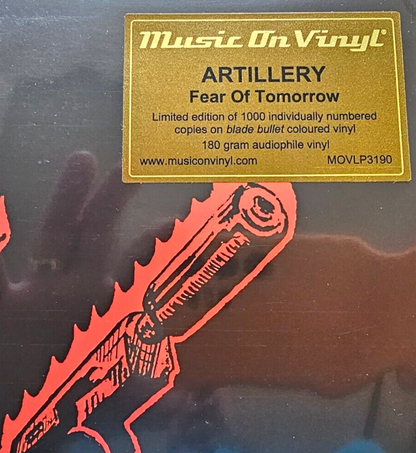 Music On Vinyl®
ARTILLERY
Fear Of Tomorrow
Limited edition of 1000 individually numbered
copies on blade bullet coloured vinyl
180 gram audiophile vinyl
www.musiconvinyl.com MOVLP3190